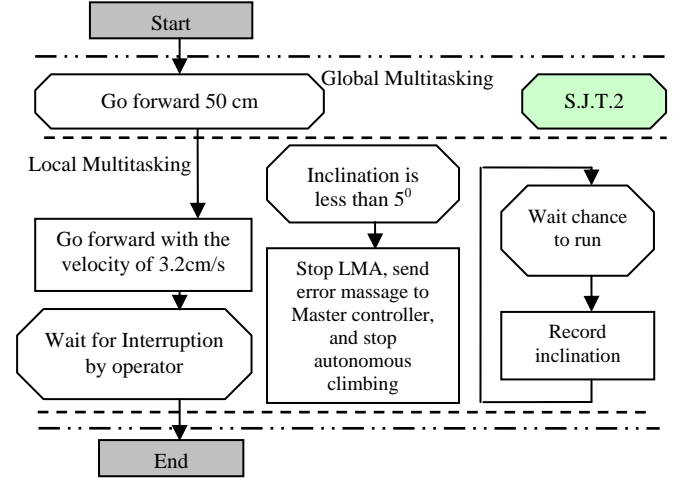 Start
Global Multitasking
Go forward 50 cm
S.J.T.2
Local Multitasking
Inclination is
less than 5⁰
Wait chance
to run
Go forward with the
velocity of 3.2cm/s
Stop LMA, send
error massage to
Master controller,
and stop
autonomous
climbing
Record
inclination
Wait for Interruption
by operator
End